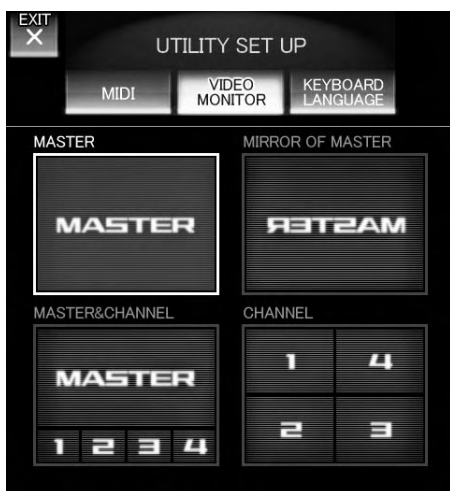 EXIT
×
UTILITY SET UP
MIDI
VIDEO
MONITOR
KEYBOARD
LANGUAGE
MASTER
MIRROR OF MASTER
MASTER
MASTER
MASTER&CHANNEL
CHANNEL
MASTER
1 2 3 4
1 4
2 3